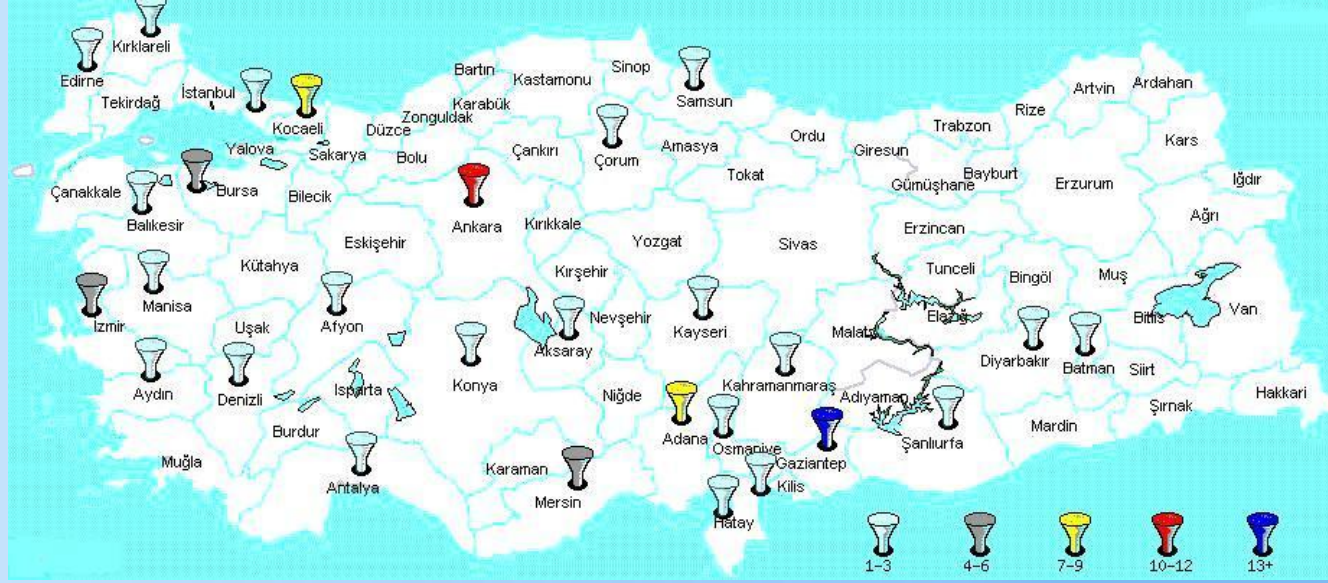 Kırklareli
Edirne
Tekirdağ
İstanbul
Kocaeli
Yalova
Sakarya
Düzce
Bolu
Zonguldak
Bartın
Karabük
Kastamonu
Sinop
Samsun
Çankırı
Çorum
Amasya
Tokat
Ordu
Giresun
Trabzon
Rize
Artvin
Ardahan
Kars
Gümüşhane
Bayburt
Erzurum
Iğdır
Ağrı
Çanakkale
Balıkesir
Bursa
Bilecik
Eskişehir
Ankara
Kırıkkale
Yozgat
Sivas
Erzincan
Tunceli
Bingöl
Muş
Bitlis
Van
İzmir
Manisa
Kütahya
Uşak
Afyon
Kırşehir
Nevşehir
Aksaray
Kayseri
Elazığ
Aydın
Denizli
Isparta
Burdur
Konya
Niğde
Kahramanmaraş
Adıyaman
Diyarbakır
Batman
Siirt
Şırnak
Hakkari
Mardin
Şanlıurfa
Muğla
Antalya
Karaman
Mersin
Adana
Osmaniye
Gaziantep
Kilis
Hatay
1-3
4-6
7-9
10-12
13+